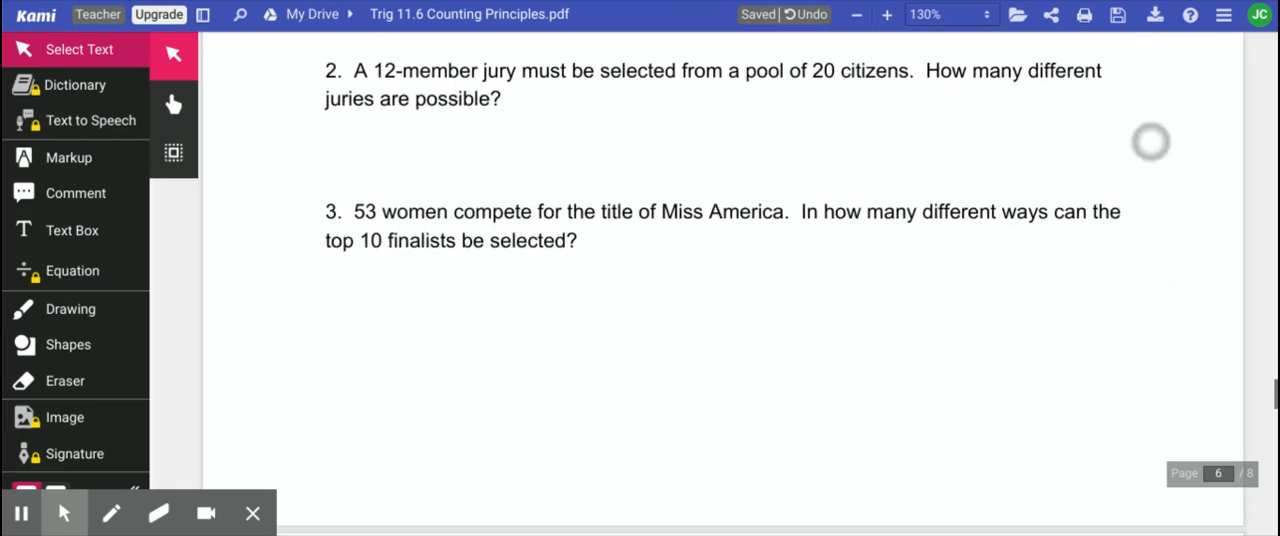 Kami Teacher Upgrade My Drive Trig 11.6 Counting Principles.pdf Saved Undo 130% JC
Select Text
Dictionary
Text to Speech
Markup
Comment
Text Box
Equation
Drawing
Shapes
Eraser
Image
Signature
2. A 12-member jury must be selected from a pool of 20 citizens. How many different
juries are possible?
3. 53 women compete for the title of Miss America. In how many different ways can the
top 10 finalists be selected?
Page 6 / 8